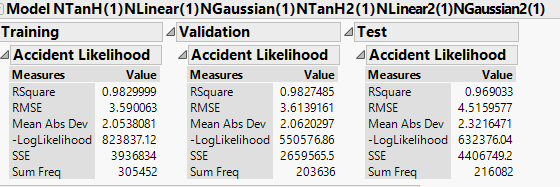 Model NTanH(1)NLinear(1)NGaussian(1)NTanH2(1)NLinear2(1)NGaussian2(1)
Training Validation Test
Accident Likelihood Accident Likelihood Accident Likelihood
Measures Value Measures Value Measures Value
RSquare 0.9829999 RSquare 0.9827485 RSquare 0.969033
RMSE 3.590063 RMSE 3.6139161 RMSE 4.5159577
Mean Abs Dev 2.0538081 Mean Abs Dev 2.0620297 Mean Abs Dev 2.3216471
-LogLikelihood 823837.12 -LogLikelihood 550576.86 -LogLikelihood 632376.04
SSE 3936834 SSE 2659565.5 SSE 4406749.2
Sum Freq 305452 Sum Freq 203636 Sum Freq 216082